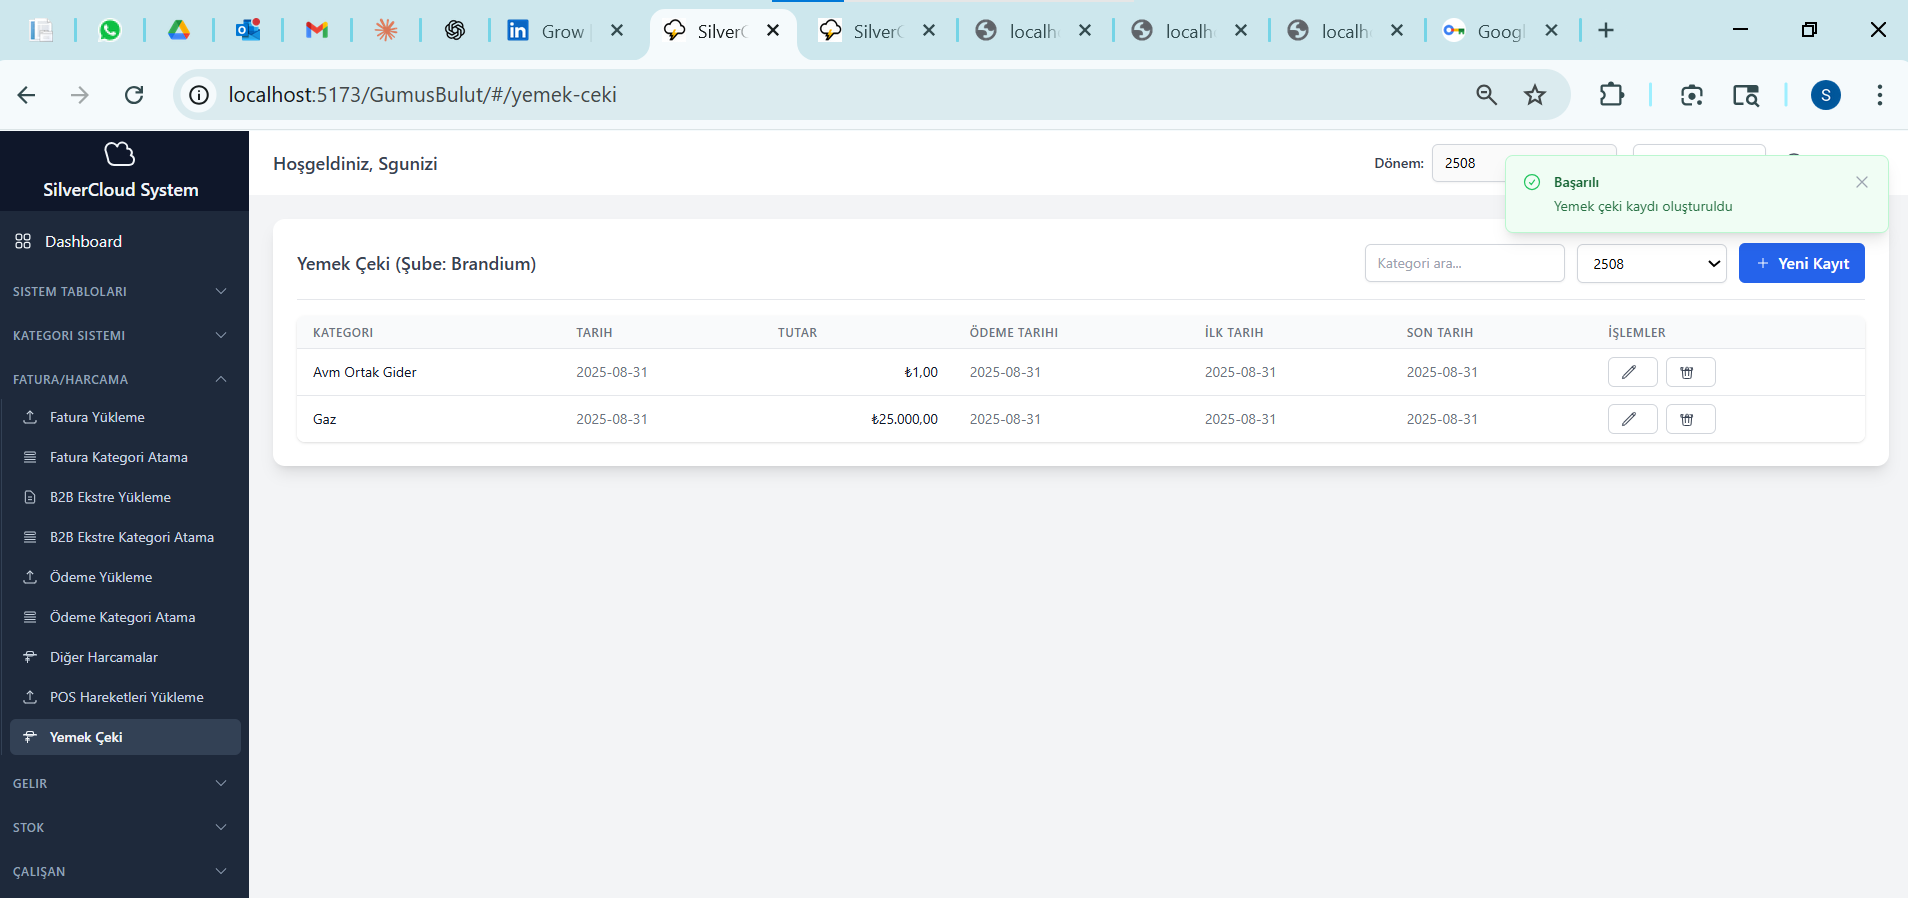 Grow
SilverC
SilverC
localh
localh
localh
Googl
localhost:5173/GumusBulut/#/yemek-ceki
S
SilverCloud System
Hoşgeldiniz, Sgunizi
Dönem:
2508
Başarılı
Yemek çeki kaydı oluşturuldu
Dashboard
SISTEM TABLOLARI
KATEGORI SISTEMI
FATURA/HARCAMA
Fatura Yükleme
Fatura Kategori Atama
B2B Ekstre Yükleme
B2B Ekstre Kategori Atama
Ödeme Yükleme
Ödeme Kategori Atama
Diğer Harcamalar
POS Hareketleri Yükleme
Yemek Çeki
GELIR
STOK
ÇALIŞAN
Yemek Çeki (Şube: Brandium)
Kategori ara...
2508
+ Yeni Kayıt
KATEGORI TARIH TUTAR ÖDEME TARIHI İLK TARIH SON TARIH İŞLEMLER
Avm Ortak Gider 2025-08-31 ₺1,00 2025-08-31 2025-08-31 2025-08-31
Gaz 2025-08-31 ₺25.000,00 2025-08-31 2025-08-31 2025-08-31